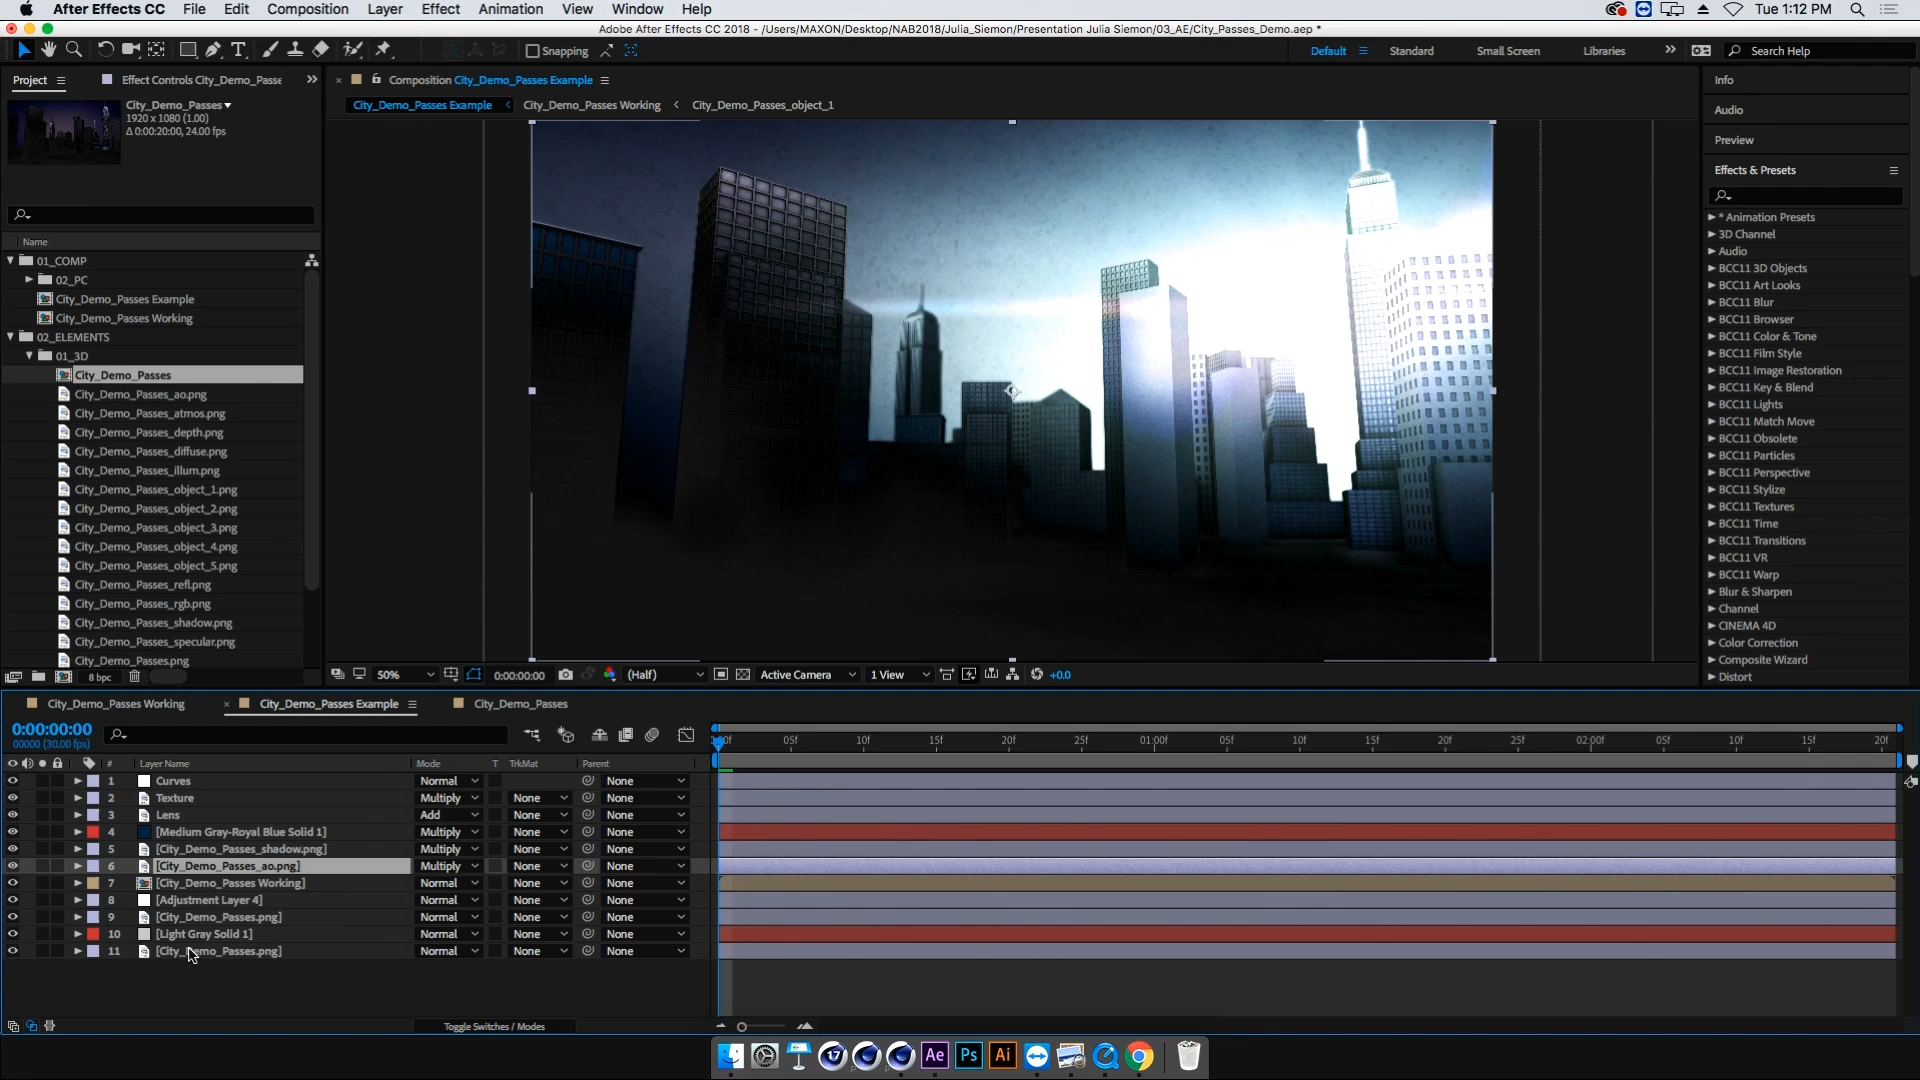 After Effects CC File Edit Composition Layer Effect Animation View Window Help Tue 1:12 PM
Adobe After Effects CC 2018 - /Users/MAXON/Desktop/NAB2018/Julia_Siemon/Presentation Julia Siemon/03_AE/City_Passes_Demo.aep *
Snapping Default Standard Small Screen Libraries » Search Help
Project Effect Controls City_Demo_Passe »
Composition City_Demo_Passes Example
City_Demo_Passes Example City_Demo_Passes Working City_Demo_Passes_object_1
City_Demo_Passes
1920 x 1080 (1.00)
Δ 0:00:20:00, 24.00 fps
Name
01_COMP
02_PC
City_Demo_Passes Example
City_Demo_Passes Working
02_ELEMENTS
01_3D
City_Demo_Passes
City_Demo_Passes_ao.png
City_Demo_Passes_atmos.png
City_Demo_Passes_depth.png
City_Demo_Passes_diffuse.png
City_Demo_Passes_illum.png
City_Demo_Passes_object_1.png
City_Demo_Passes_object_2.png
City_Demo_Passes_object_3.png
City_Demo_Passes_object_4.png
City_Demo_Passes_object_5.png
City_Demo_Passes_refl.png
City_Demo_Passes_rgb.png
City_Demo_Passes_shadow.png
City_Demo_Passes_specular.png
City_Demo_Passes.png
8 bpc
50% 0:00:00:00 (Half) Active Camera 1 View +0.0
Info
Audio
Preview
Effects & Presets
* Animation Presets
3D Channel
Audio
BCC11 3D Objects
BCC11 Art Looks
BCC11 Blur
BCC11 Browser
BCC11 Color & Tone
BCC11 Film Style
BCC11 Image Restoration
BCC11 Key & Blend
BCC11 Lights
BCC11 Match Move
BCC11 Obsolete
BCC11 Particles
BCC11 Perspective
BCC11 Stylize
BCC11 Textures
BCC11 Time
BCC11 Transitions
BCC11 VR
BCC11 Warp
Blur & Sharpen
Channel
CINEMA 4D
Color Correction
Composite Wizard
Distort
City_Demo_Passes Working City_Demo_Passes Example City_Demo_Passes
0:00:00:00
00000 (30.00 fps)
05f 10f 15f 20f 25f 01:00f 05f 10f 15f 20f 25f 02:00f 05f 10f 15f 20f
# Layer Name Mode T TrkMat Parent
1 Curves Normal None
2 Texture Multiply None None
3 Lens Add None None
4 [Medium Gray-Royal Blue Solid 1] Multiply None None
5 [City_Demo_Passes_shadow.png] Multiply None None
6 [City_Demo_Passes_ao.png] Multiply None None
7 [City_Demo_Passes Working] Normal None None
8 [Adjustment Layer 4] Normal None None
9 [City_Demo_Passes.png] Normal None None
10 [Light Gray Solid 1] Normal None None
11 [City_Demo_Passes.png] Normal None None
Toggle Switches / Modes
17 Ae Ps Ai